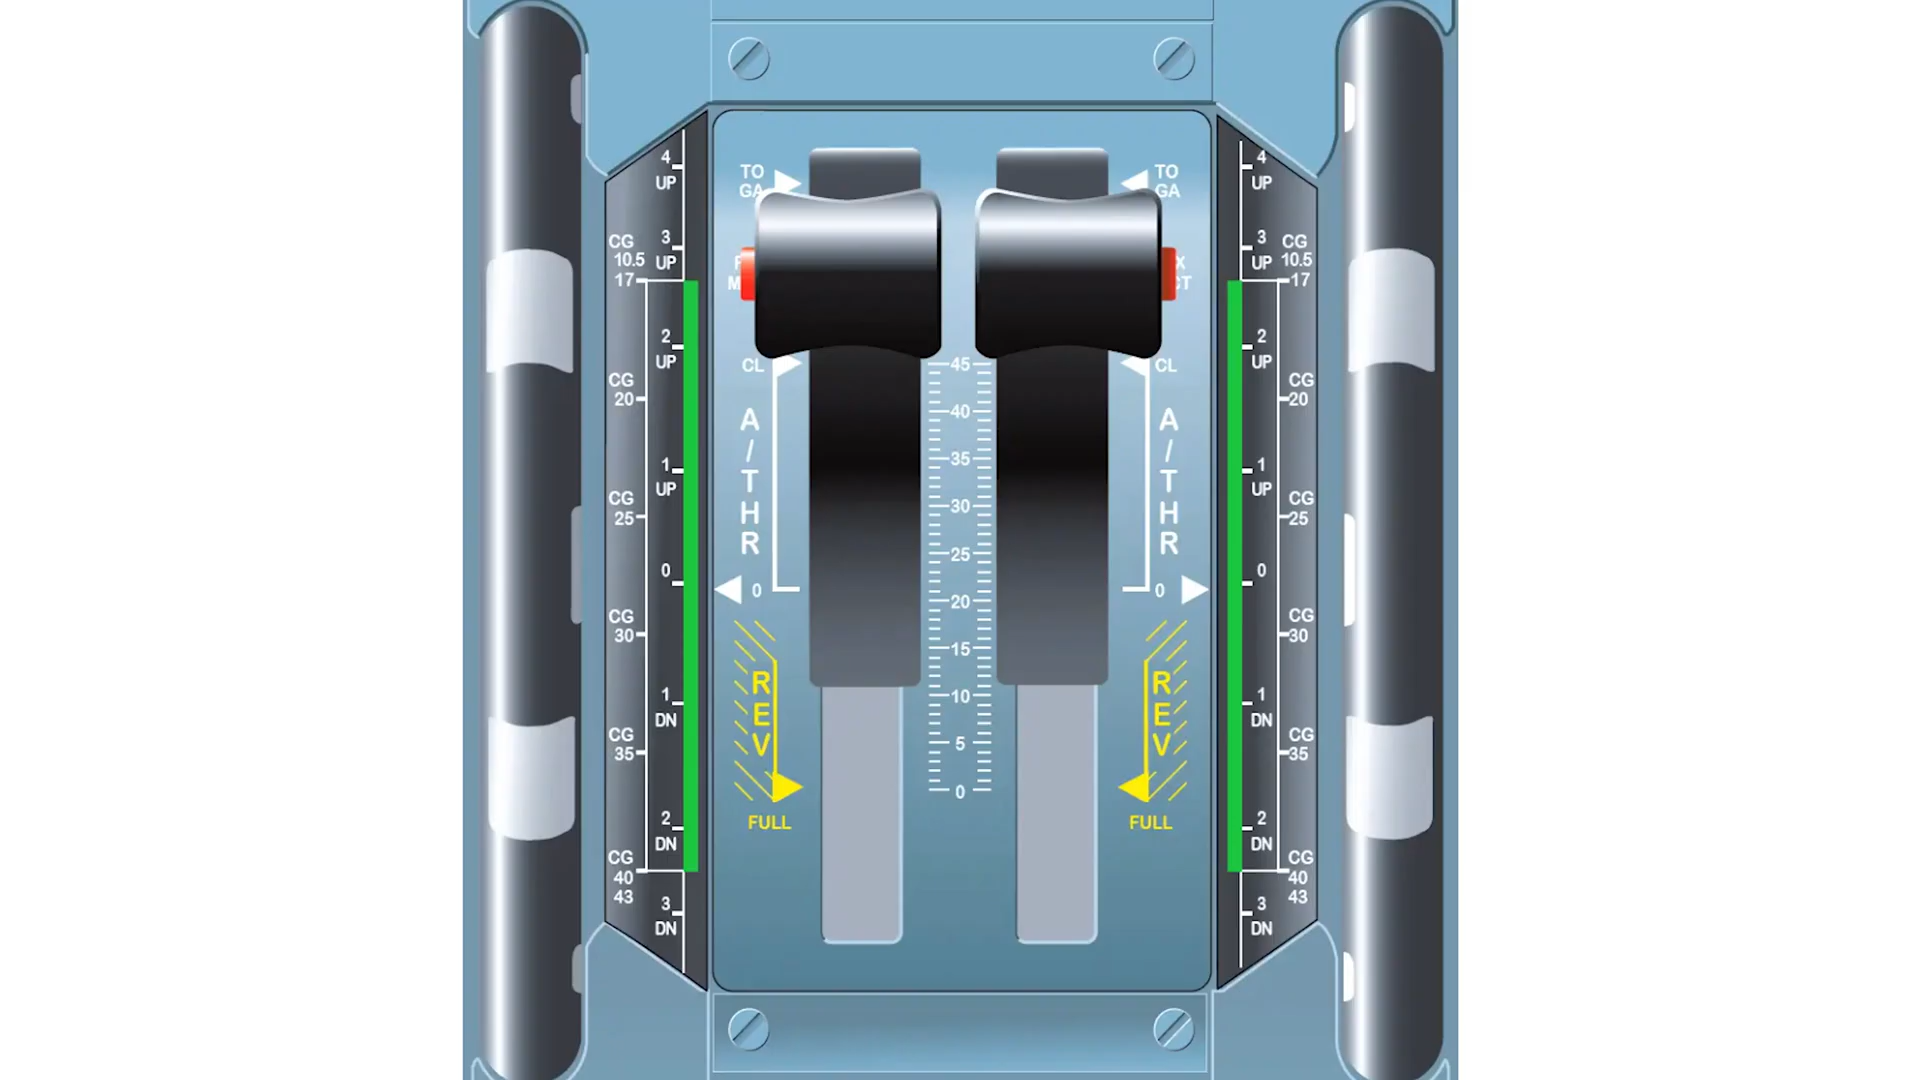 4
UP
CG
10.5
17
3
UP
2
UP
CG
20
1
UP
CG
25
0
CG
30
1
DN
CG
35
2
DN
CG
40
43
3
DN
TO
GA
CL
A
/
T
H
R
0
R
E
V
FULL
45
40
35
30
25
20
15
10
5
0
TO
GA
CL
A
/
T
H
R
0
R
E
V
FULL
4
UP
3
UP
CG
10.5
17
2
UP
CG
20
1
UP
CG
25
0
CG
30
1
DN
CG
35
2
DN
CG
40
43
3
DN